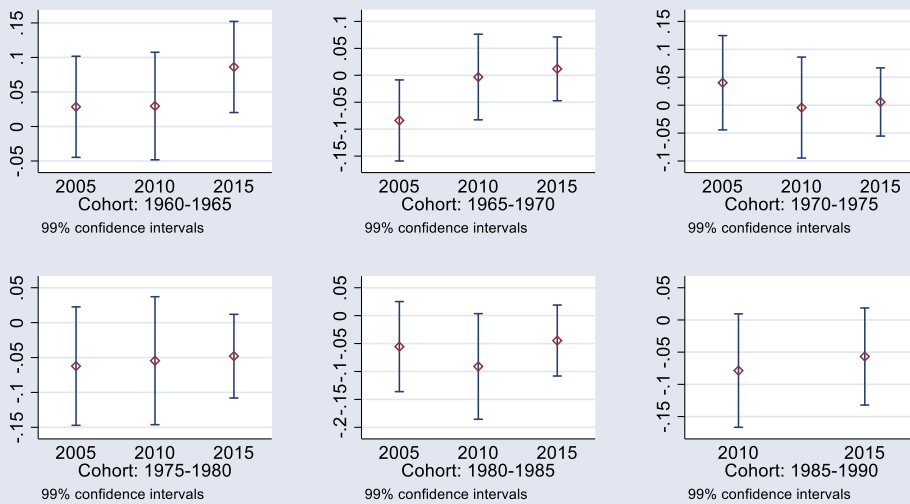 .15 .1 .05 0 -.05
2005 2010 2015
Cohort: 1960-1965
99% confidence intervals
.1 .05 0 -.05 -.1 -.15
2005 2010 2015
Cohort: 1965-1970
99% confidence intervals
.15 .1 .05 0 -.05 -.1
2005 2010 2015
Cohort: 1970-1975
99% confidence intervals
.05 0 -.05 -.1 -.15
2005 2010 2015
Cohort: 1975-1980
99% confidence intervals
.05 0 -.05 -.1 -.15 -.2
2005 2010 2015
Cohort: 1980-1985
99% confidence intervals
.05 0 -.05 -.1 -.15
2010 2015
Cohort: 1985-1990
99% confidence intervals